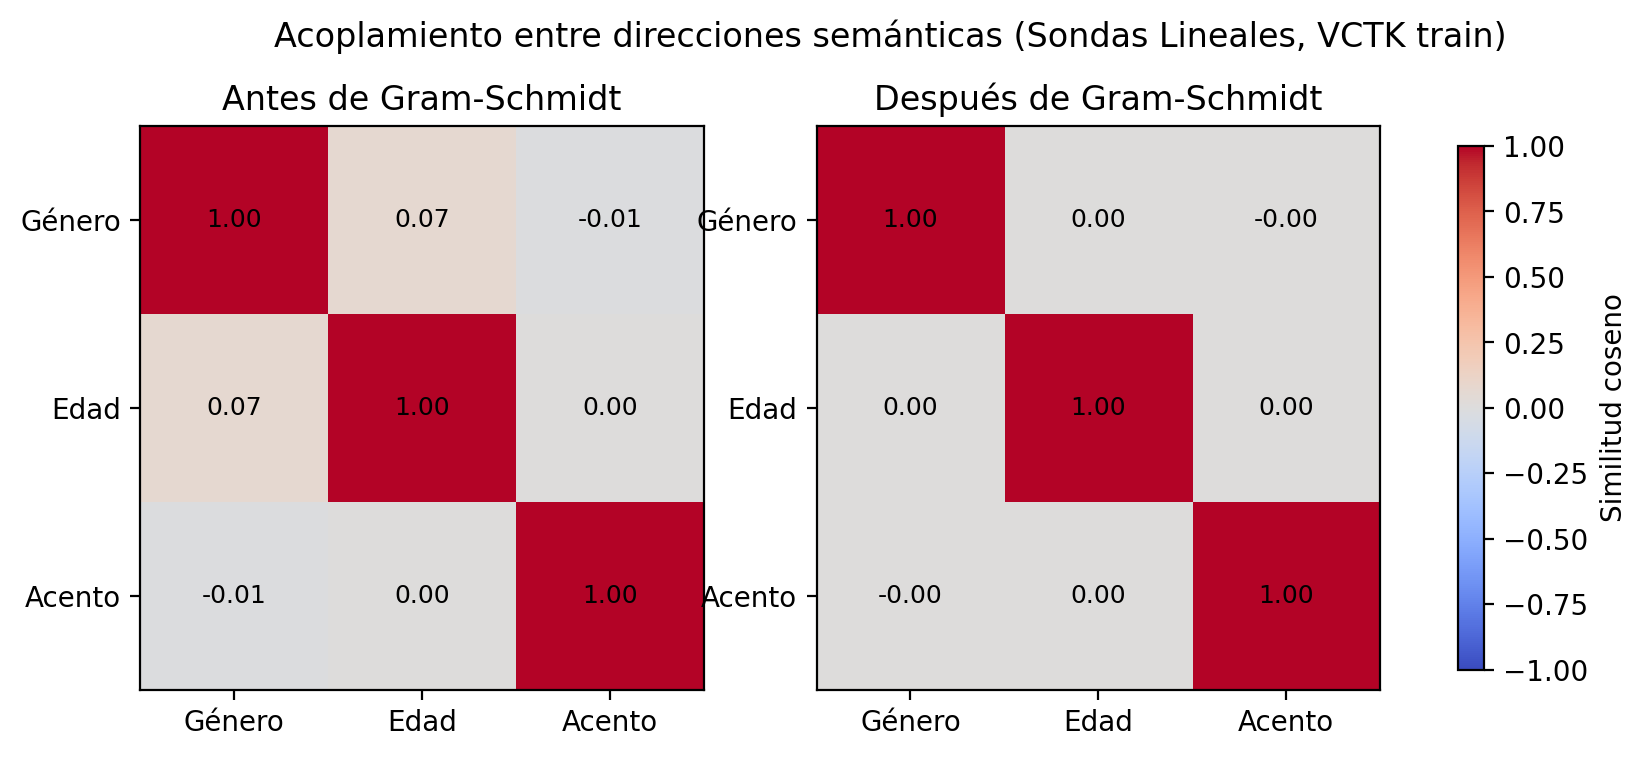 Acoplamiento entre direcciones semánticas (Sondas Lineales, VCTK train)
Antes de Gram-Schmidt
Género 1.00 0.07 -0.01
Edad 0.07 1.00 0.00
Acento -0.01 0.00 1.00
Género Edad Acento
Después de Gram-Schmidt
Género 1.00 0.00 -0.00
Edad 0.00 1.00 0.00
Acento -0.00 0.00 1.00
Género Edad Acento
1.00
0.75
0.50
0.25
0.00
−0.25
−0.50
−0.75
−1.00
Similitud coseno